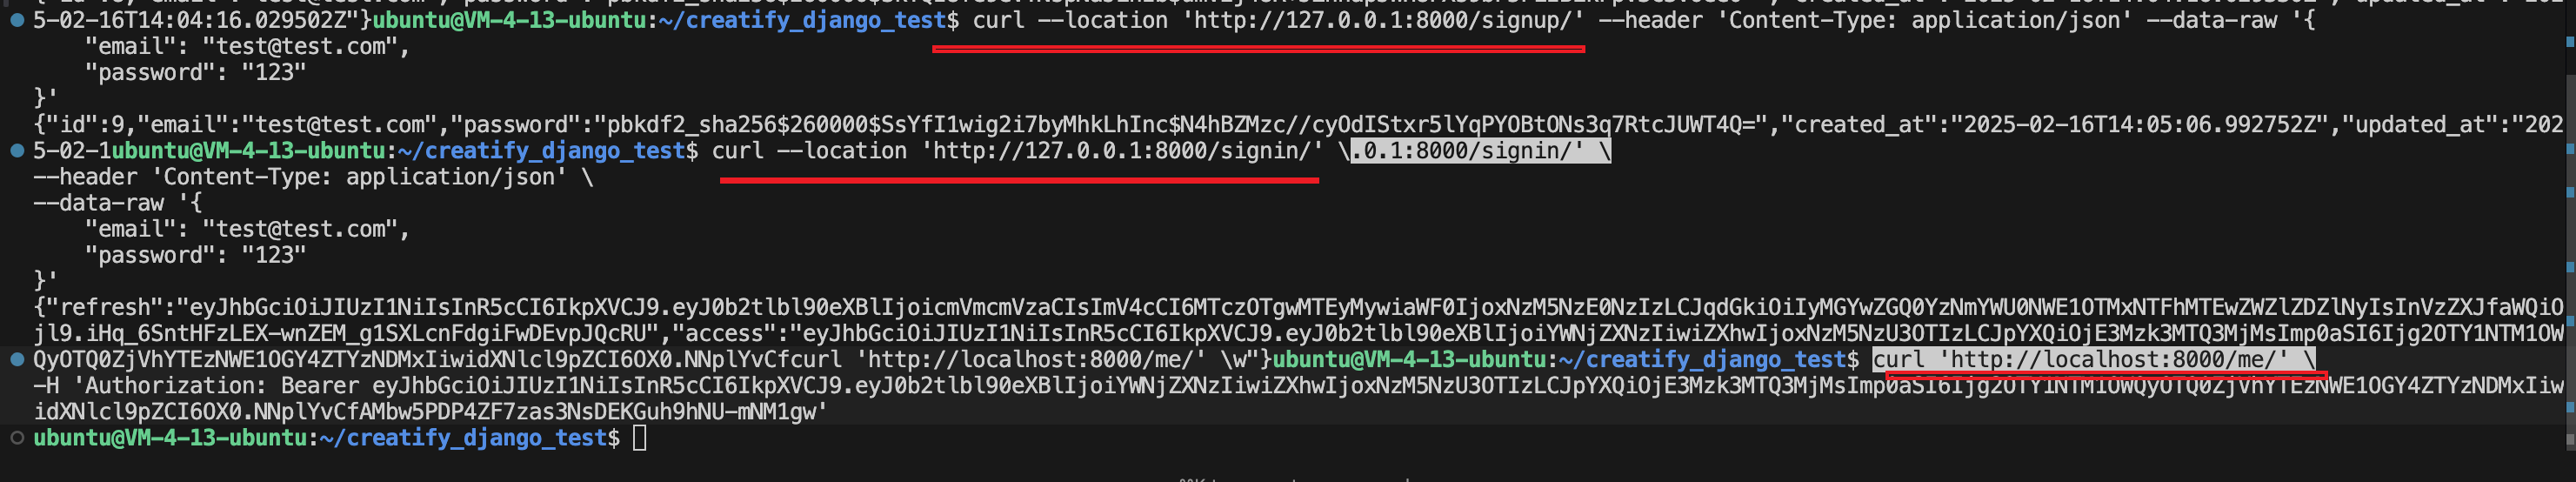 5-02-16T14:04:16.029502Z"}ubuntu@VM-4-13-ubuntu:~/creatify_django_test$ curl --location 'http://127.0.0.1:8000/signup/' --header 'Content-Type: application/json' --data-raw '{
    "email": "test@test.com",
    "password": "123"
}'
{"id":9,"email":"test@test.com","password":"pbkdf2_sha256$260000$SsYfI1wig2i7byMhkLhInc$N4hBZMzc//cyOdIStxr5lYqPYOBtONs3q7RtcJUWT4Q=","created_at":"2025-02-16T14:05:06.992752Z","updated_at":"202
5-02-1ubuntu@VM-4-13-ubuntu:~/creatify_django_test$ curl --location 'http://127.0.0.1:8000/signin/' \.0.1:8000/signin/' \
--header 'Content-Type: application/json' \
--data-raw '{
    "email": "test@test.com",
    "password": "123"
}'
{"refresh":"eyJhbGciOiJIUzI1NiIsInR5cCI6IkpXVCJ9.eyJ0b2tlbl90eXBlIjoicmVmcmVzaCIsImV4cCI6MTczOTgwMTEyMywiaWF0IjoxNzM5NzE0NzIzLCJqdGkiOiIyMGYwZGQ0YzNmYWU0NWE1OTMxNTFhMTEwZWZlZDZlNyIsInVzZXJfaWQiO
jl9.iHq_6SntHFzLEX-wnZEM_g1SXLcnFdgiFwDEvpJQcRU","access":"eyJhbGciOiJIUzI1NiIsInR5cCI6IkpXVCJ9.eyJ0b2tlbl90eXBlIjoiYWNjZXNzIiwiZXhwIjoxNzM5NzU3OTIzLCJpYXQiOjE3Mzk3MTQ3MjMsImp0aSI6Ijg2OTY1NTM1OW
QyOTQ0ZjVhYTEzNWE1OGY4ZTYzNDMxIiwidXNlcl9pZCI6OX0.NNplYvCfcurl 'http://localhost:8000/me/' \w"}ubuntu@VM-4-13-ubuntu:~/creatify_django_test$ curl 'http://localhost:8000/me/' \
-H 'Authorization: Bearer eyJhbGciOiJIUzI1NiIsInR5cCI6IkpXVCJ9.eyJ0b2tlbl90eXBlIjoiYWNjZXNzIiwiZXhwIjoxNzM5NzU3OTIzLCJpYXQiOjE3Mzk3MTQ3MjMsImp0aSI6Ijg2OTY1NTM1OWQyOTQ0ZjVhYTEzNWE1OGY4ZTYzNDMxIiw
idXNlcl9pZCI6OX0.NNplYvCfAMbw5PDP4ZF7zas3NsDEKGuh9hNU-mNM1gw'
ubuntu@VM-4-13-ubuntu:~/creatify_django_test$